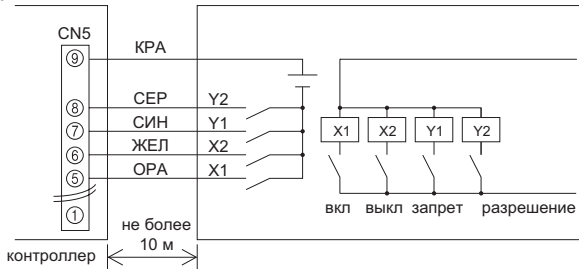 CN5
⑨ КРА
⑧ СЕР Y2
⑦ СИН Y1
⑥ ЖЕЛ X2
⑤ ОРА X1
①
X1 X2 Y1 Y2
вкл выкл запрет разрешение
не более
10 м
контроллер